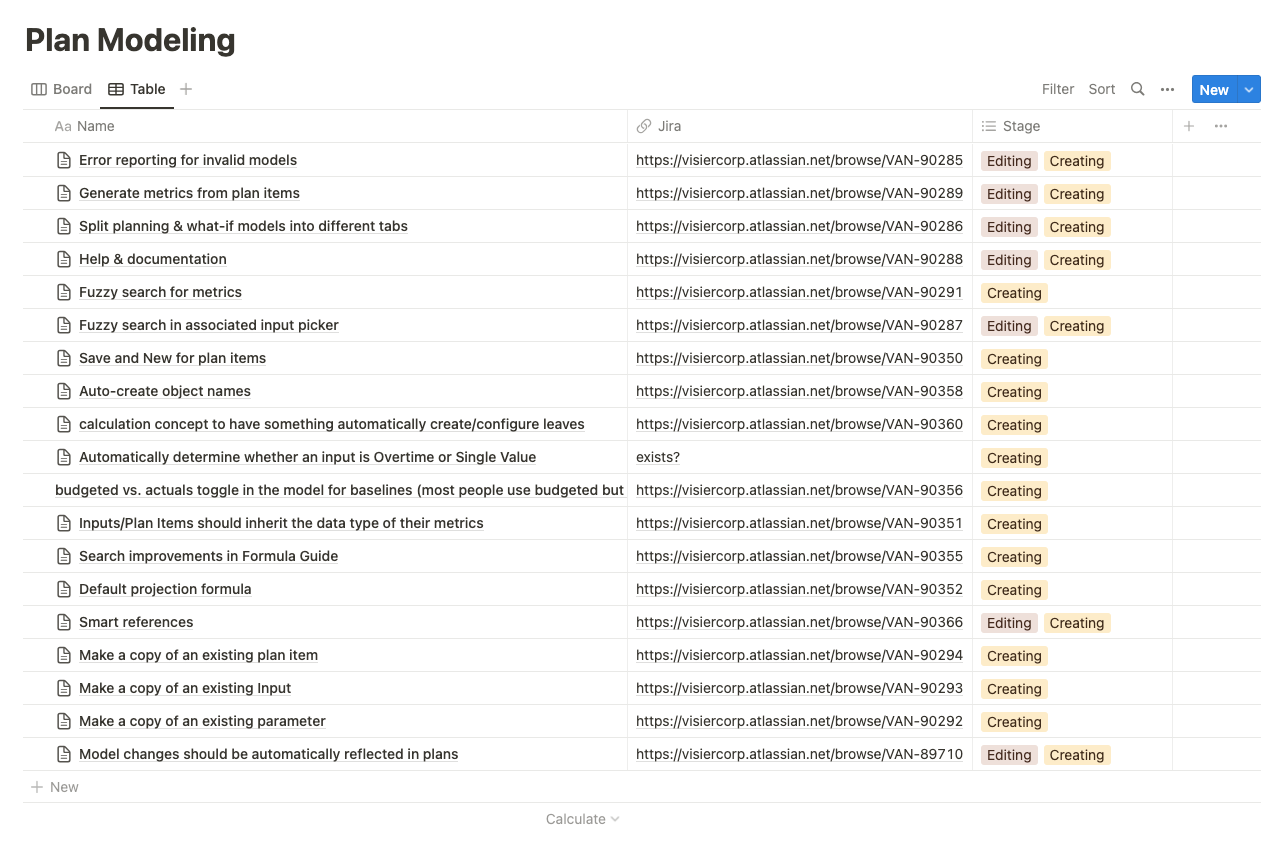 Plan Modeling
Board Table
Filter Sort New
Aa Name Jira Stage
Error reporting for invalid models https://visiercorp.atlassian.net/browse/VAN-90285 Editing Creating
Generate metrics from plan items https://visiercorp.atlassian.net/browse/VAN-90289 Editing Creating
Split planning & what-if models into different tabs https://visiercorp.atlassian.net/browse/VAN-90286 Editing Creating
Help & documentation https://visiercorp.atlassian.net/browse/VAN-90288 Editing Creating
Fuzzy search for metrics https://visiercorp.atlassian.net/browse/VAN-90291 Creating
Fuzzy search in associated input picker https://visiercorp.atlassian.net/browse/VAN-90287 Editing Creating
Save and New for plan items https://visiercorp.atlassian.net/browse/VAN-90350 Creating
Auto-create object names https://visiercorp.atlassian.net/browse/VAN-90358 Creating
calculation concept to have something automatically create/configure leaves https://visiercorp.atlassian.net/browse/VAN-90360 Creating
Automatically determine whether an input is Overtime or Single Value exists? Creating
budgeted vs. actuals toggle in the model for baselines (most people use budgeted but https://visiercorp.atlassian.net/browse/VAN-90356 Creating
Inputs/Plan Items should inherit the data type of their metrics https://visiercorp.atlassian.net/browse/VAN-90351 Creating
Search improvements in Formula Guide https://visiercorp.atlassian.net/browse/VAN-90355 Creating
Default projection formula https://visiercorp.atlassian.net/browse/VAN-90352 Creating
Smart references https://visiercorp.atlassian.net/browse/VAN-90366 Editing Creating
Make a copy of an existing plan item https://visiercorp.atlassian.net/browse/VAN-90294 Creating
Make a copy of an existing Input https://visiercorp.atlassian.net/browse/VAN-90293 Creating
Make a copy of an existing parameter https://visiercorp.atlassian.net/browse/VAN-90292 Creating
Model changes should be automatically reflected in plans https://visiercorp.atlassian.net/browse/VAN-89710 Editing Creating
New
Calculate